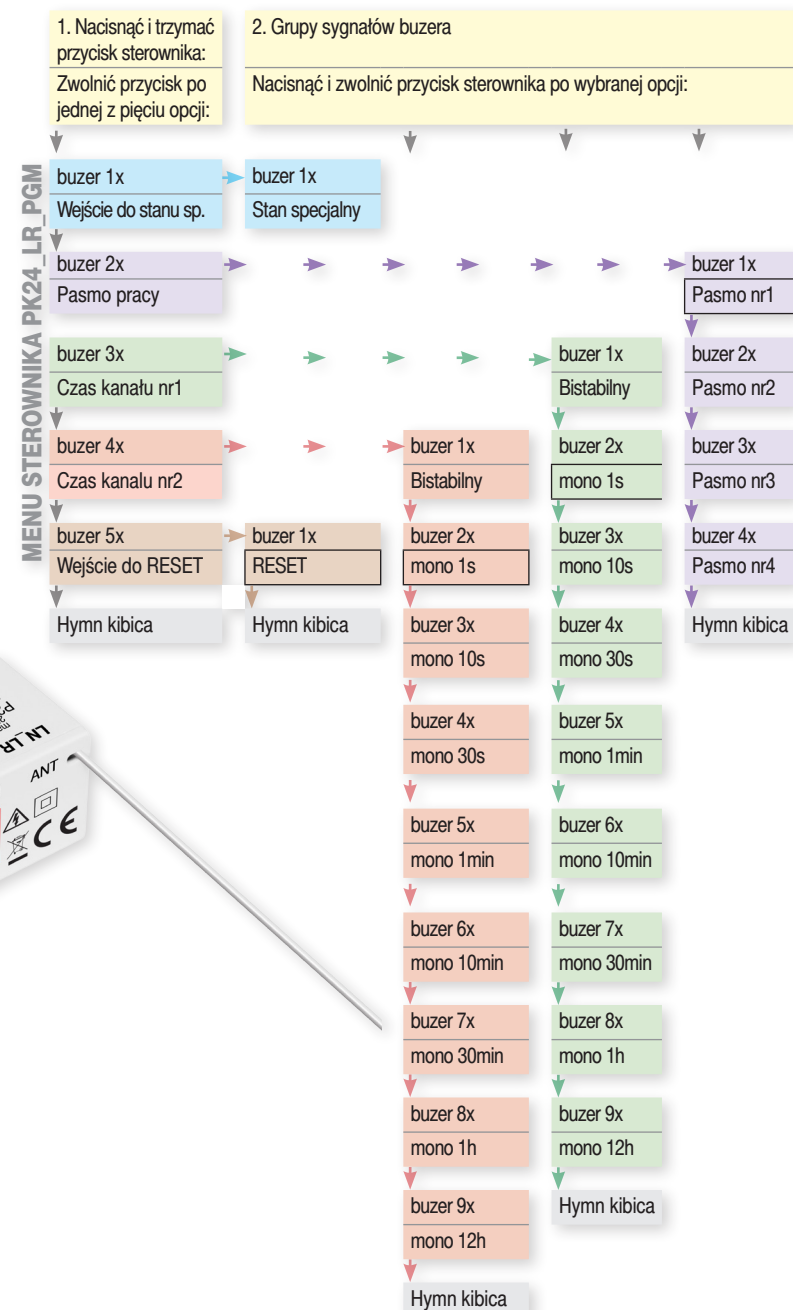 1. Nacisnąć i trzymać
przycisk sterownika:
Zwolnić przycisk po
jednej z pięciu opcji:
2. Grupy sygnałów buzera
Nacisnąć i zwolnić przycisk sterownika po wybranej opcji:
MENU STEROWNIKA PK24_LR_PGM
buzer 1x
Wejście do stanu sp.
buzer 1x
Stan specjalny
buzer 2x
Pasmo pracy
buzer 3x
Czas kanału nr1
buzer 4x
Czas kanalu nr2
buzer 5x
Wejście do RESET
Hymn kibica
buzer 1x
RESET
Hymn kibica
buzer 1x
Bistabilny
buzer 2x
mono 1s
buzer 3x
mono 10s
buzer 4x
mono 30s
buzer 5x
mono 1min
buzer 6x
mono 10min
buzer 7x
mono 30min
buzer 8x
mono 1h
buzer 9x
mono 12h
Hymn kibica
buzer 1x
Bistabilny
buzer 2x
mono 1s
buzer 3x
mono 10s
buzer 4x
mono 30s
buzer 5x
mono 1min
buzer 6x
mono 10min
buzer 7x
mono 30min
buzer 8x
mono 1h
buzer 9x
mono 12h
Hymn kibica
buzer 1x
Pasmo nr1
buzer 2x
Pasmo nr2
buzer 3x
Pasmo nr3
buzer 4x
Pasmo nr4
Hymn kibica
LN_LR
ANT
CE